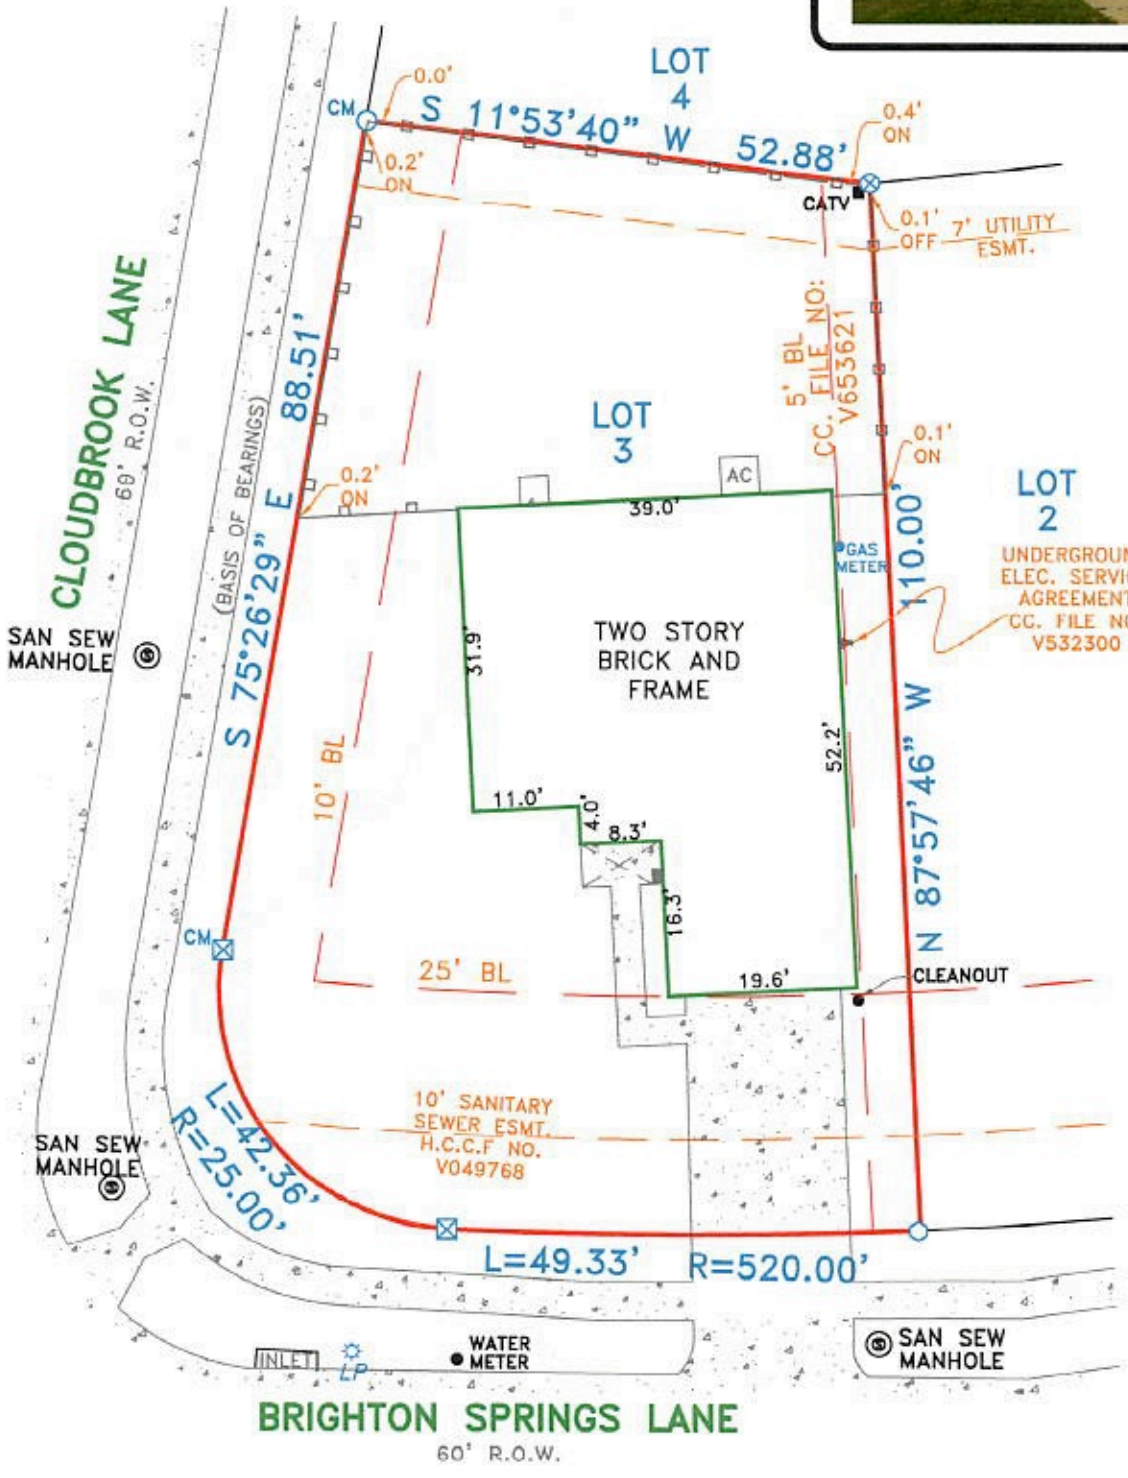 LOT
4
0.0'
CM
S 11°53'40" W 52.88'
0.4'
ON
0.2'
ON
CATV
0.1'
OFF
7' UTILITY
ESMT.
CLOUDBROOK LANE
60' R.O.W.
(BASIS OF BEARINGS)
S 75°26'29" E 88.51'
5' BL
CC. FILE NO:
V653621
LOT
3
0.1'
ON
0.2'
ON
AC
39.0'
LOT
2
110.00'
N 87°57'46" W
GAS
METER
ELEC.
CC. FILE
V532300
SAN SEW
MANHOLE
TWO STORY
BRICK AND
FRAME
31.9'
52.2'
10' BL
11.0'
4.0'
8.3'
16.3'
CM
25' BL
19.6'
CLEANOUT
10' SANITARY
SEWER ESMT.
H.C.C.F NO.
V049768
L=42.36'
R=25.00'
SAN SEW
MANHOLE
L=49.33' R=520.00'
INLET
LP
WATER
METER
SAN SEW
MANHOLE
BRIGHTON SPRINGS LANE
60' R.O.W.